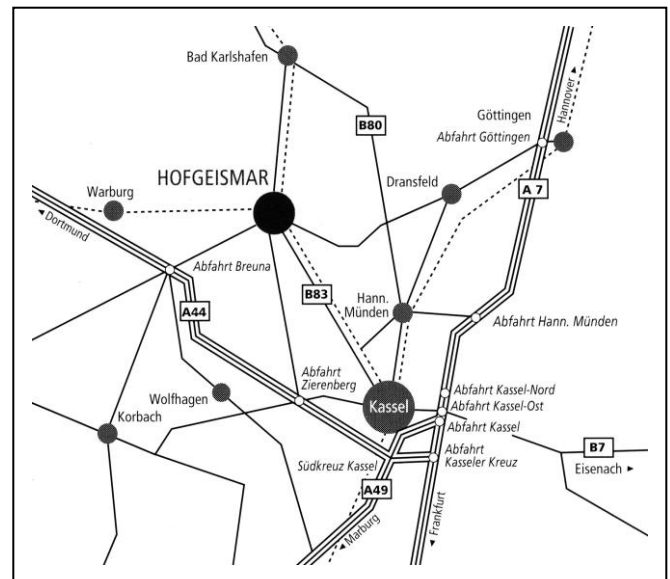 Bad Karlshafen
Hannover
Göttingen
Abfahrt Göttingen
B80
HOFGEISMAR
Dransfeld
Warburg
A 7
Dortmund
Abfahrt Breuna
B83
Hann.
Münden
A44
Abfahrt Hann. Münden
Abfahrt
Zierenberg
Wolfhagen
Abfahrt Kassel-Nord
Kassel
Abfahrt Kassel-Ost
Korbach
Abfahrt Kassel
Abfahrt
Kasseler Kreuz
B7
Südkreuz Kassel
Eisenach
A49
Frankfurt
Marburg